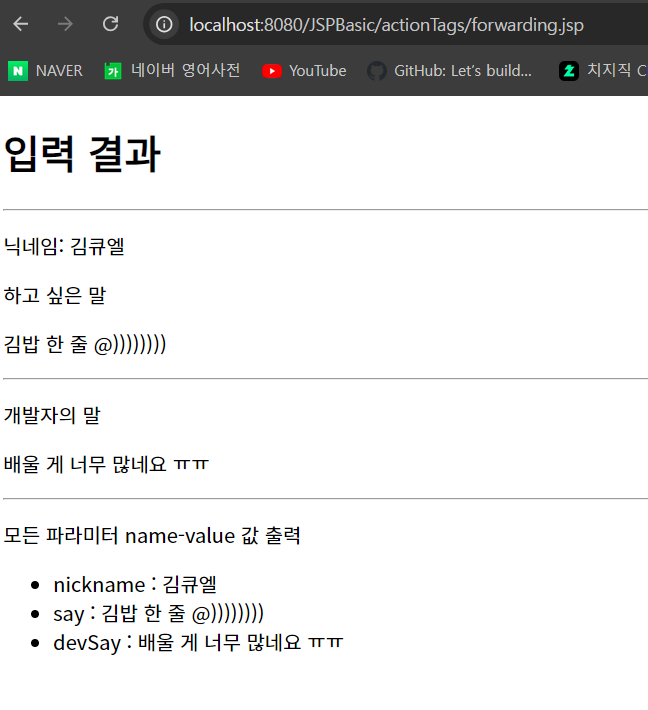 localhost:8080/JSPBasic/actionTags/forwarding.jsp
N NAVER 가 네이버 영어사전 YouTube GitHub: Let's build... 치지직 C
입력 결과
닉네임: 김큐엘
하고 싶은 말
김밥 한 줄 @))))))))
개발자의 말
배울 게 너무 많네요 ㅠㅠ
모든 파라미터 name-value 값 출력
• nickname : 김큐엘
• say : 김밥 한 줄 @))))))))
• devSay : 배울 게 너무 많네요 ㅠㅠ